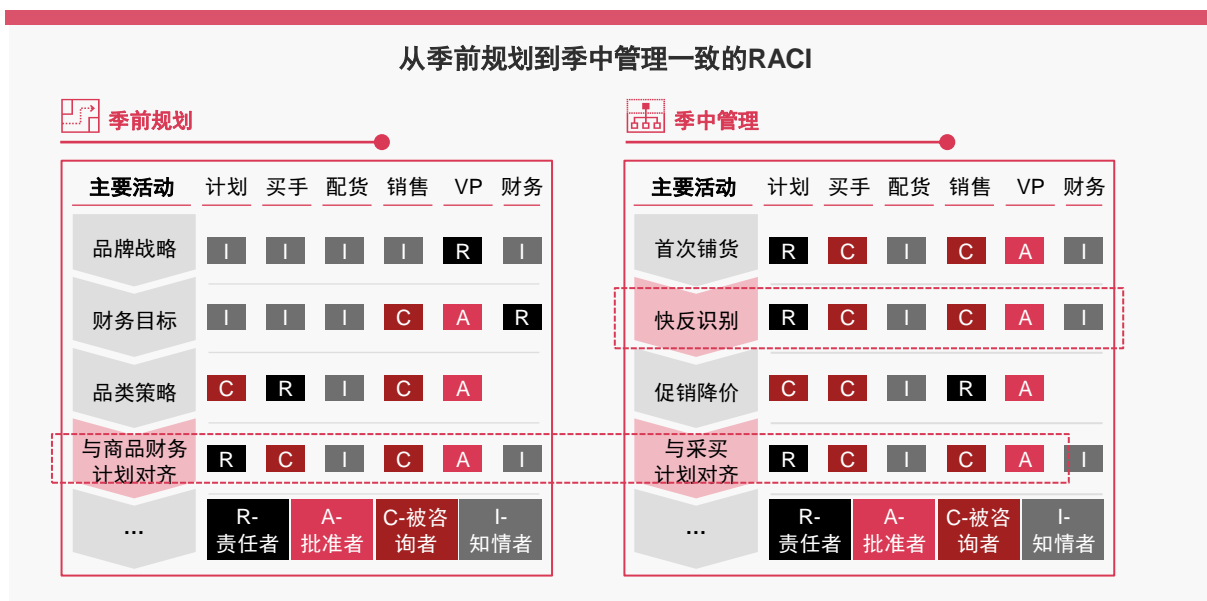 从季前规划到季中管理一致的RACI
季前规划
主要活动 计划 买手 配货 销售 VP 财务
品牌战略 I I I I R I
财务目标 I I I C A R
品类策略 C R I C A
与商品财务
计划对齐 R C I C A I
...
R-
责任者
A-
批准者
C-被咨
询者
I-
知情者
季中管理
主要活动 计划 买手 配货 销售 VP 财务
首次铺货 R C I C A I
快反识别 R C I C A I
促销降价 C C I R A
与采买
计划对齐 R C I C A I
...
R-
责任者
A-
批准者
C-被咨
询者
I-
知情者